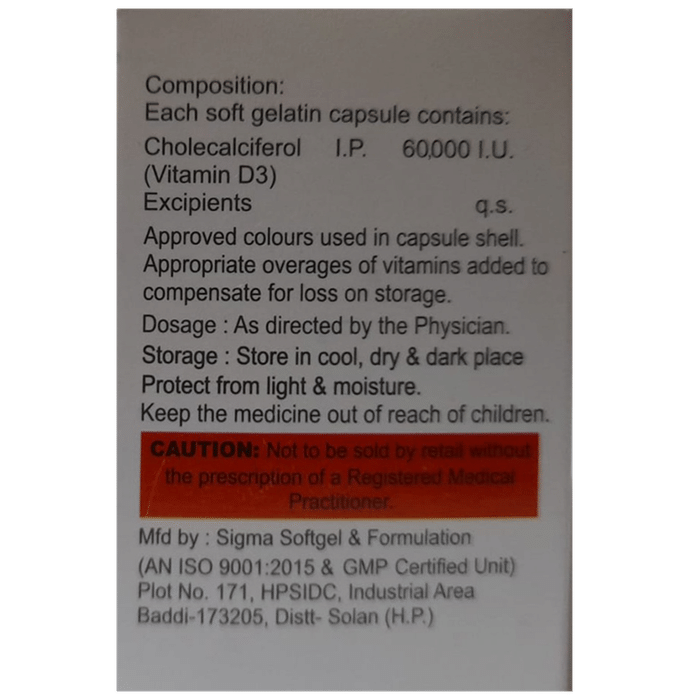 Composition:
Each soft gelatin capsule contains:
Cholecalciferol I.P. 60,000 I.U.
(Vitamin D3)
Excipients q.s.
Approved colours used in capsule shell.
Appropriate overages of vitamins added to
compensate for loss on storage.
Dosage : As directed by the Physician.
Storage : Store in cool, dry & dark place
Protect from light & moisture.
Keep the medicine out of reach of children.
CAUTION: Not to be sold by retail without
the prescription of a Registered Medical
Practitioner.
Mfd by : Sigma Softgel & Formulation
(AN ISO 9001:2015 & GMP Certified Unit)
Plot No. 171, HPSIDC, Industrial Area
Baddi-173205, Distt- Solan (H.P.)